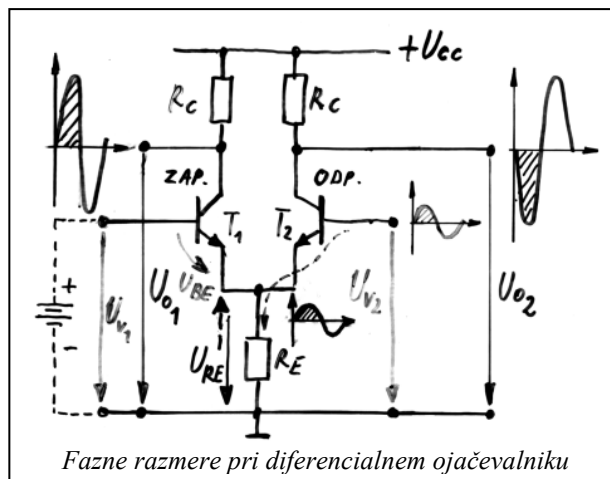 +Ucc
Rc
Rc
ZAP.
ODP.
T1
T2
UBE
+
-
Uv1
Uo1
URE
RE
Uv2
Uo2
Fazne razmere pri diferencialnem ojačevalniku